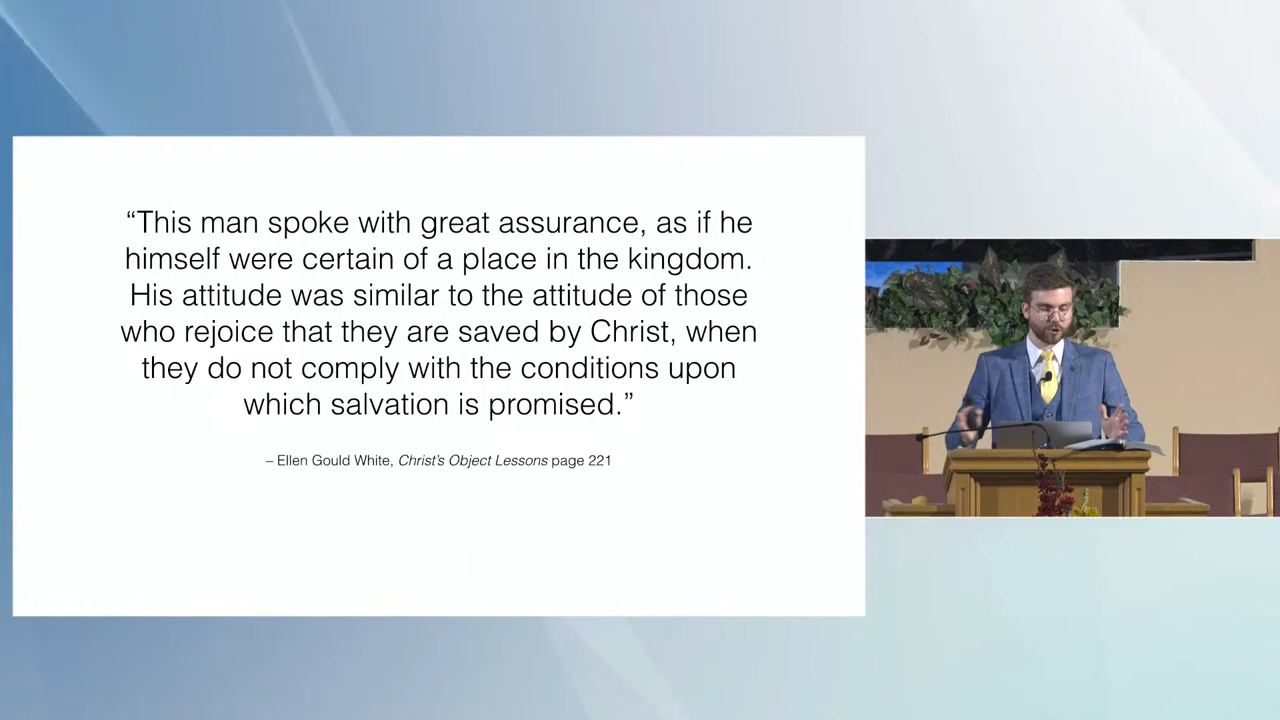 “This man spoke with great assurance, as if he
himself were certain of a place in the kingdom.
His attitude was similar to the attitude of those
who rejoice that they are saved by Christ, when
they do not comply with the conditions upon
which salvation is promised.”
– Ellen Gould White, Christ’s Object Lessons page 221